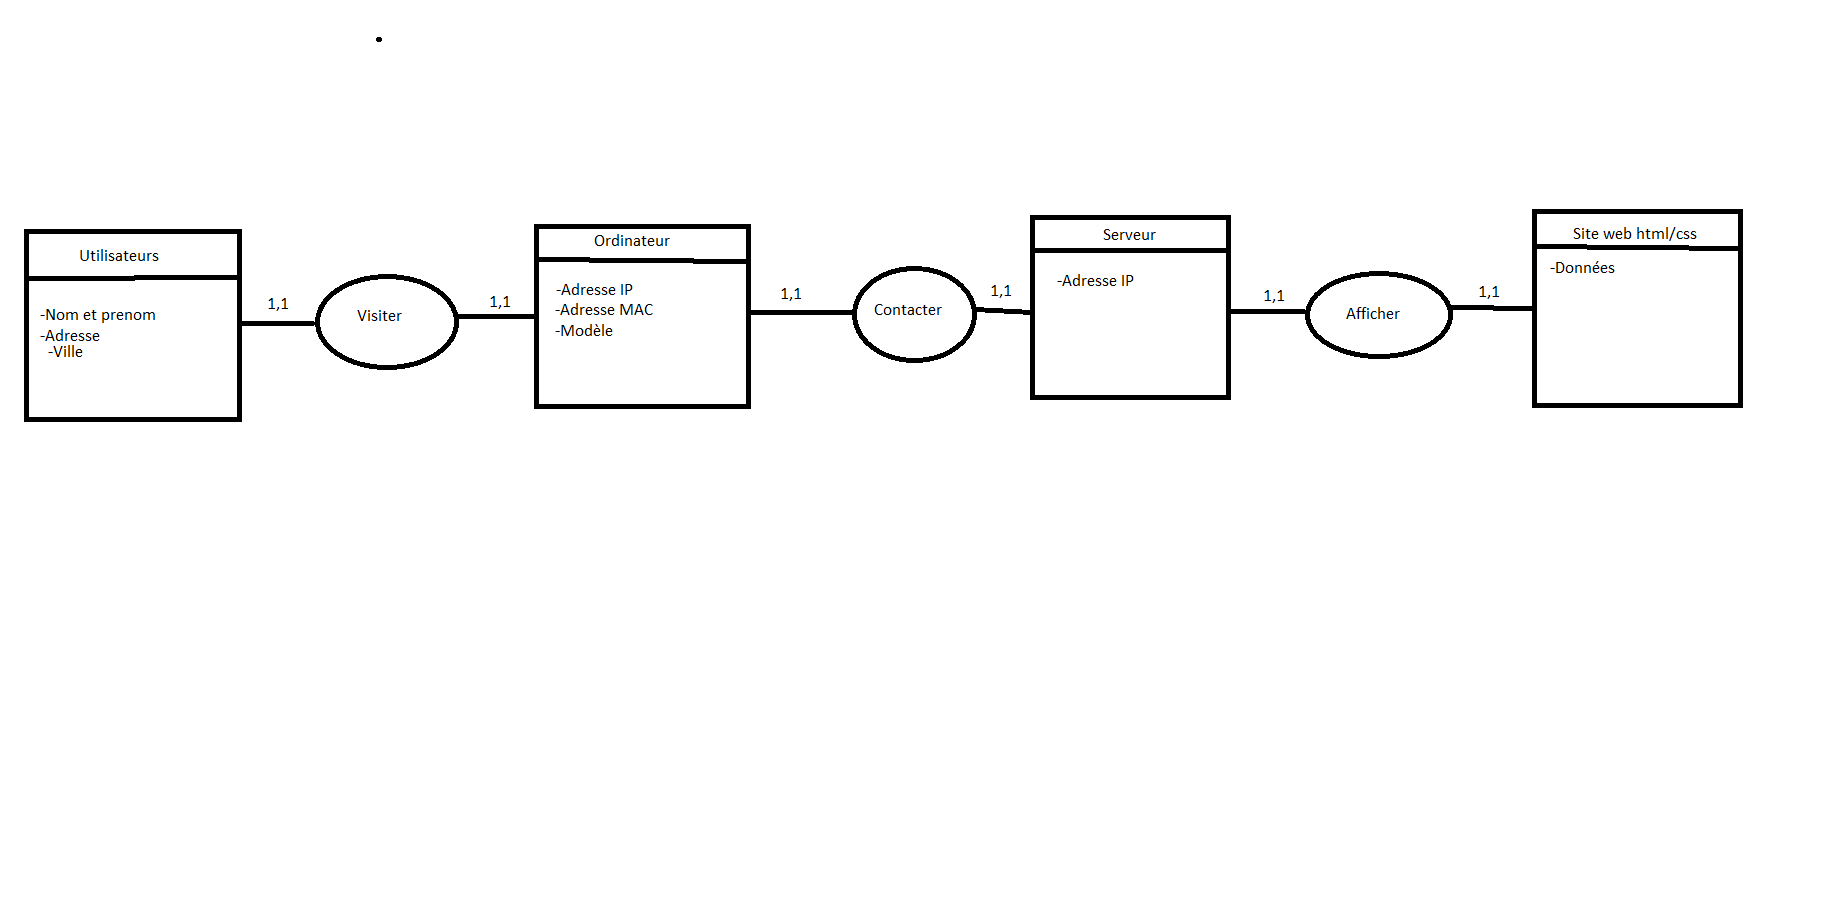 Utilisateurs
-Nom et prenom
-Adresse
-Ville
1,1
Visiter
1,1
Ordinateur
-Adresse IP
-Adresse MAC
-Modèle
1,1
Contacter
1,1
Serveur
-Adresse IP
1,1
Afficher
1,1
Site web html/css
-Données